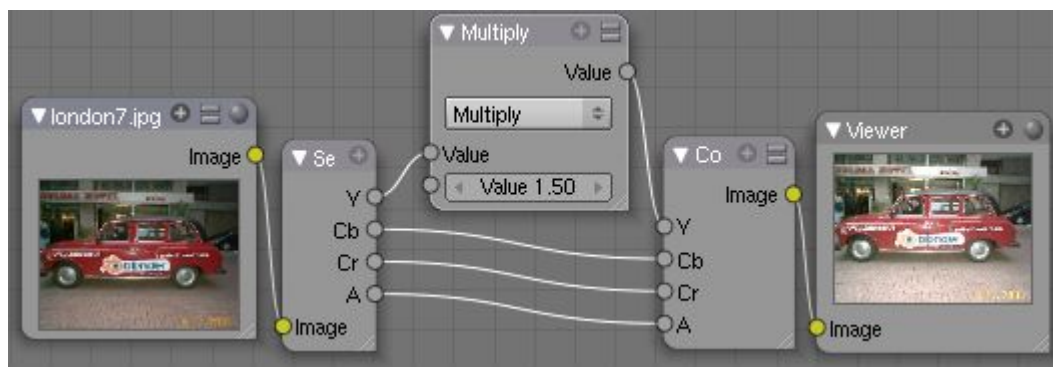 london7.jpg
Image
Se
Y
Cb
Cr
A
Image
Multiply
Value
Multiply
Value
Value 1.50
Co
Image
Y
Cb
Cr
A
Viewer
Image
blender